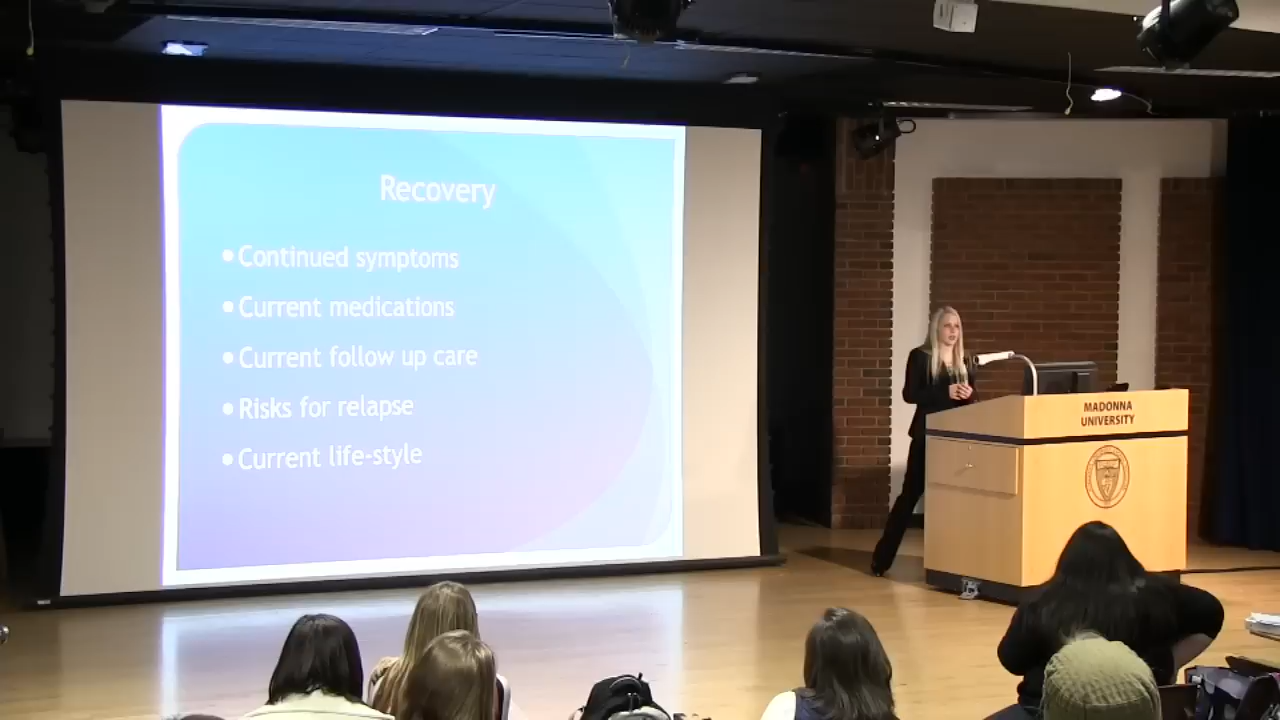 Recovery
• Continued symptoms
• Current medications
• Current follow up care
• Risks for relapse
• Current life-style
MADONNA
UNIVERSITY